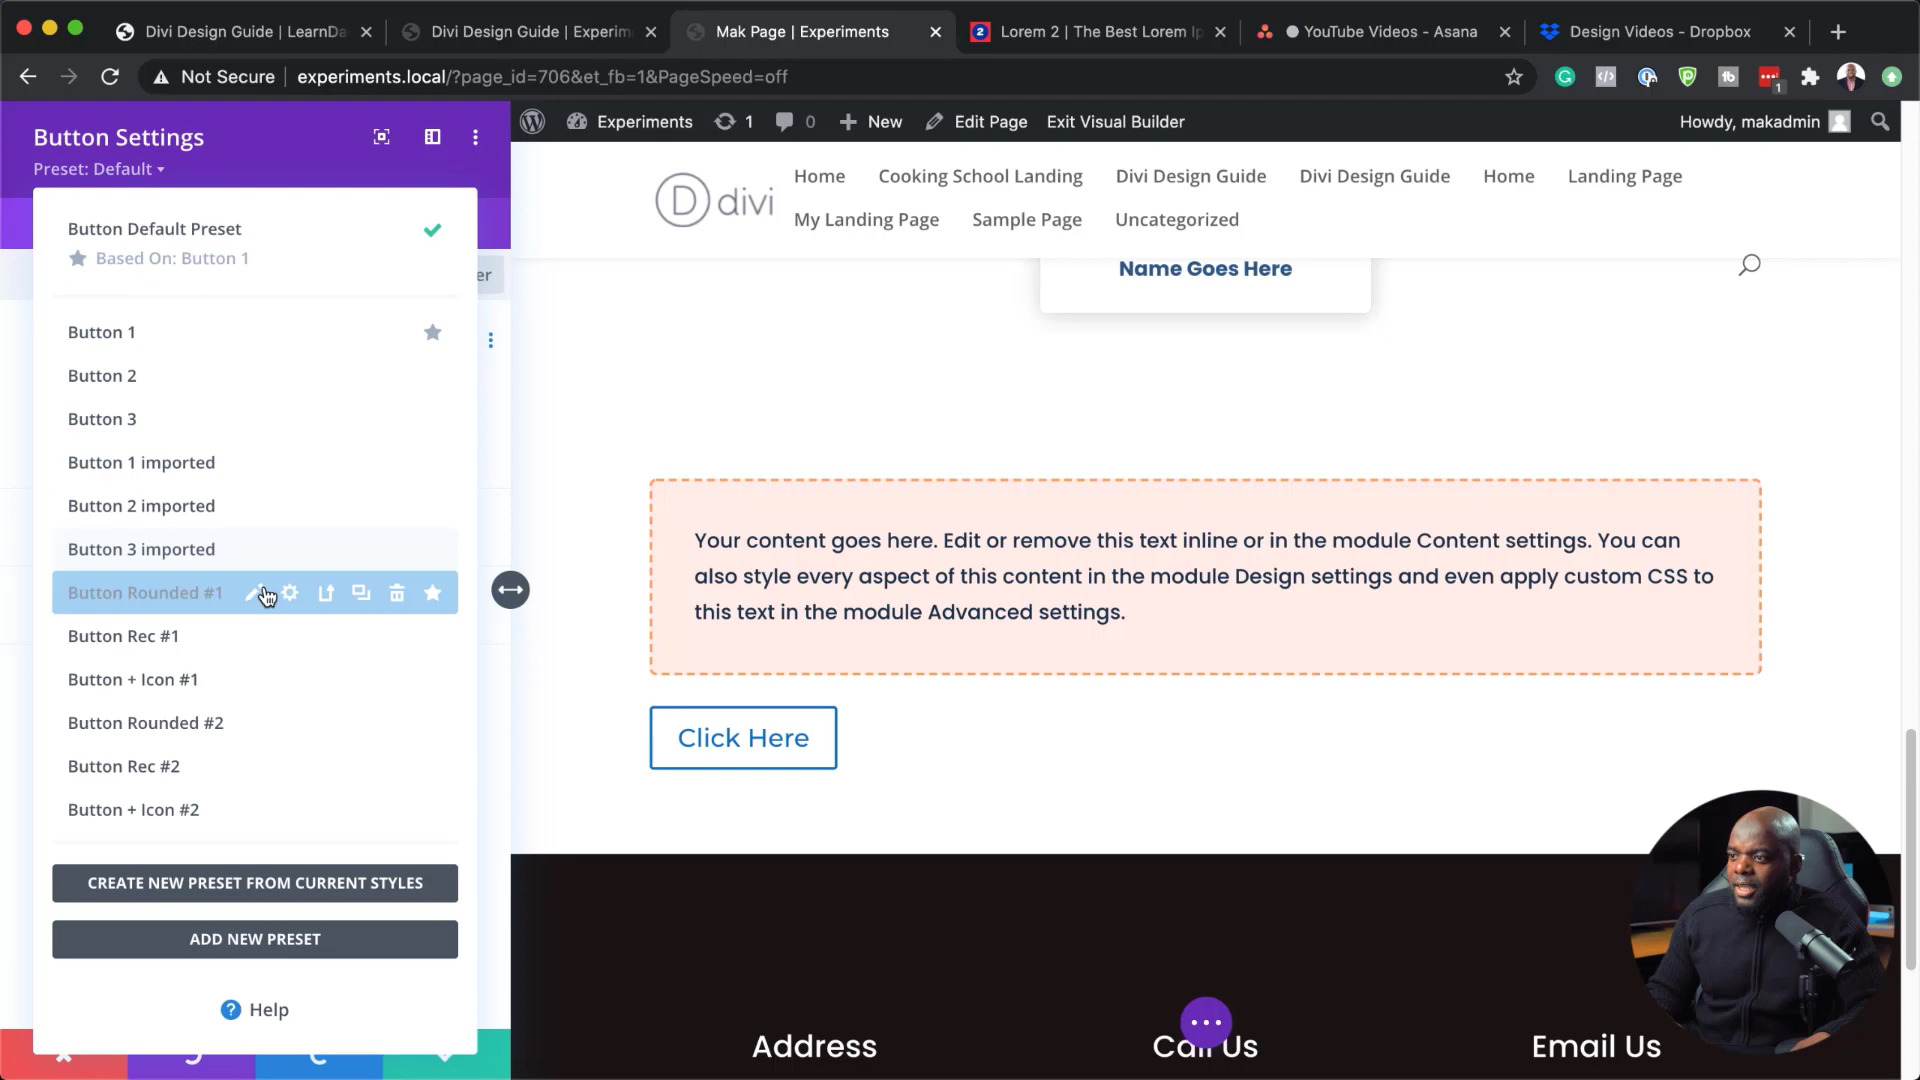 Divi Design Guide | LearnDa
Divi Design Guide | Experim
Mak Page | Experiments
2
Lorem 2 | The Best Lorem Ip
YouTube Videos - Asana
Design Videos - Dropbox
Not Secure
experiments.local/?page_id=706&et_fb=1&PageSpeed=off
1
Button Settings
Preset: Default
Experiments
1
0
New
Edit Page
Exit Visual Builder
Howdy, makadmin
D divi
Home
Cooking School Landing
Divi Design Guide
Divi Design Guide
Home
Landing Page
My Landing Page
Sample Page
Uncategorized
Button Default Preset
Based On: Button 1
er
Button 1
Button 2
Button 3
Button 1 imported
Button 2 imported
Button 3 imported
Button Rounded #1
Button Rec #1
Button + Icon #1
Button Rounded #2
Button Rec #2
Button + Icon #2
CREATE NEW PRESET FROM CURRENT STYLES
ADD NEW PRESET
Help
Name Goes Here
Your content goes here. Edit or remove this text inline or in the module Content settings. You can
also style every aspect of this content in the module Design settings and even apply custom CSS to
this text in the module Advanced settings.
Click Here
Address
Call Us
Email Us